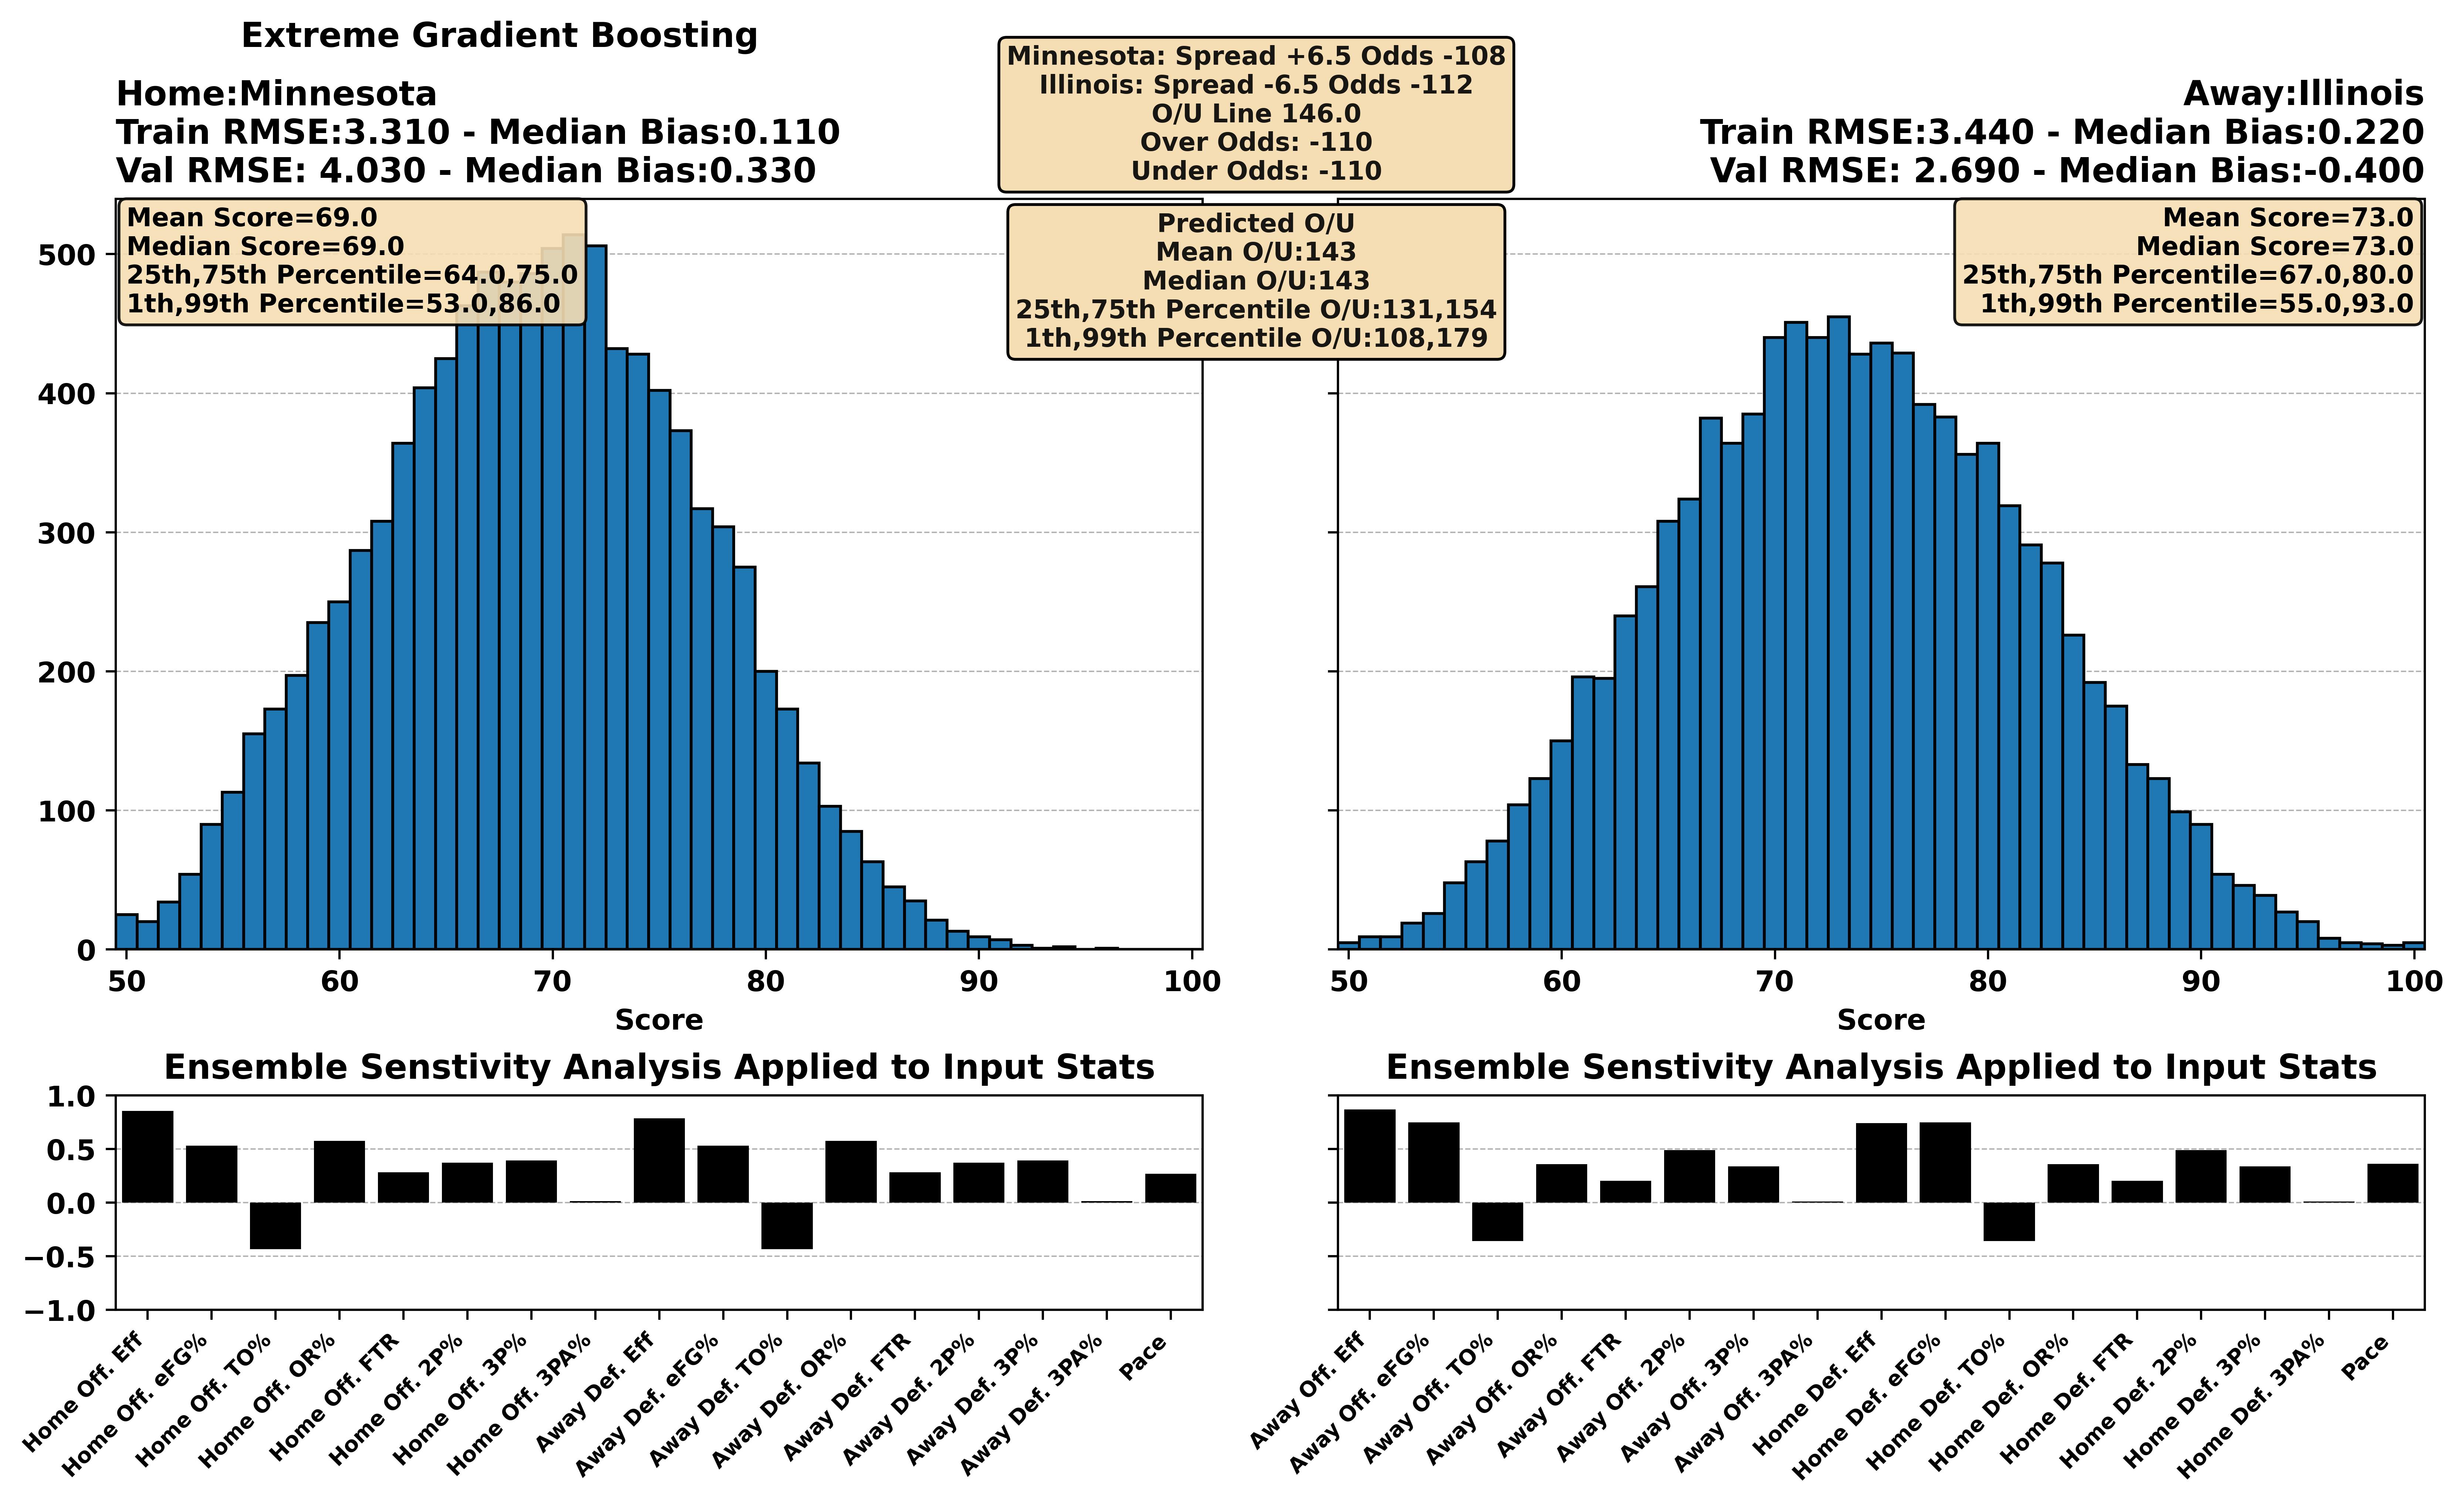 Extreme Gradient Boosting
Home:Minnesota
Train RMSE:3.310 - Median Bias:0.110
Val RMSE: 4.030 - Median Bias:0.330
Minnesota: Spread +6.5 Odds -108
Illinois: Spread -6.5 Odds -112
O/U Line 146.0
Over Odds: -110
Under Odds: -110
Away:Illinois
Train RMSE:3.440 - Median Bias:0.220
Val RMSE: 2.690 - Median Bias:-0.400
Mean Score=69.0
Median Score=69.0
25th,75th Percentile=64.0,75.0
1th,99th Percentile=53.0,86.0
Predicted O/U
Mean O/U:143
Median O/U:143
25th,75th Percentile O/U:131,154
1th,99th Percentile O/U:108,179
Mean Score=73.0
Median Score=73.0
25th,75th Percentile=67.0,80.0
1th,99th Percentile=55.0,93.0
500
400
300
200
100
0
50 60 70 80 90 100
Score
50 60 70 80 90 100
Score
Ensemble Senstivity Analysis Applied to Input Stats
1.0
0.5
0.0
−0.5
−1.0
Home Off. Eff
Home Off. eFG%
Home Off. TO%
Home Off. OR%
Home Off. FTR
Home Off. 2P%
Home Off. 3P%
Home Off. 3PA%
Away Def. Eff
Away Def. eFG%
Away Def. TO%
Away Def. OR%
Away Def. FTR
Away Def. 2P%
Away Def. 3P%
Away Def. 3PA%
Pace
Ensemble Senstivity Analysis Applied to Input Stats
Away Off. Eff
Away Off. eFG%
Away Off. TO%
Away Off. OR%
Away Off. FTR
Away Off. 2P%
Away Off. 3P%
Away Off. 3PA%
Home Def. Eff
Home Def. eFG%
Home Def. TO%
Home Def. OR%
Home Def. FTR
Home Def. 2P%
Home Def. 3P%
Home Def. 3PA%
Pace